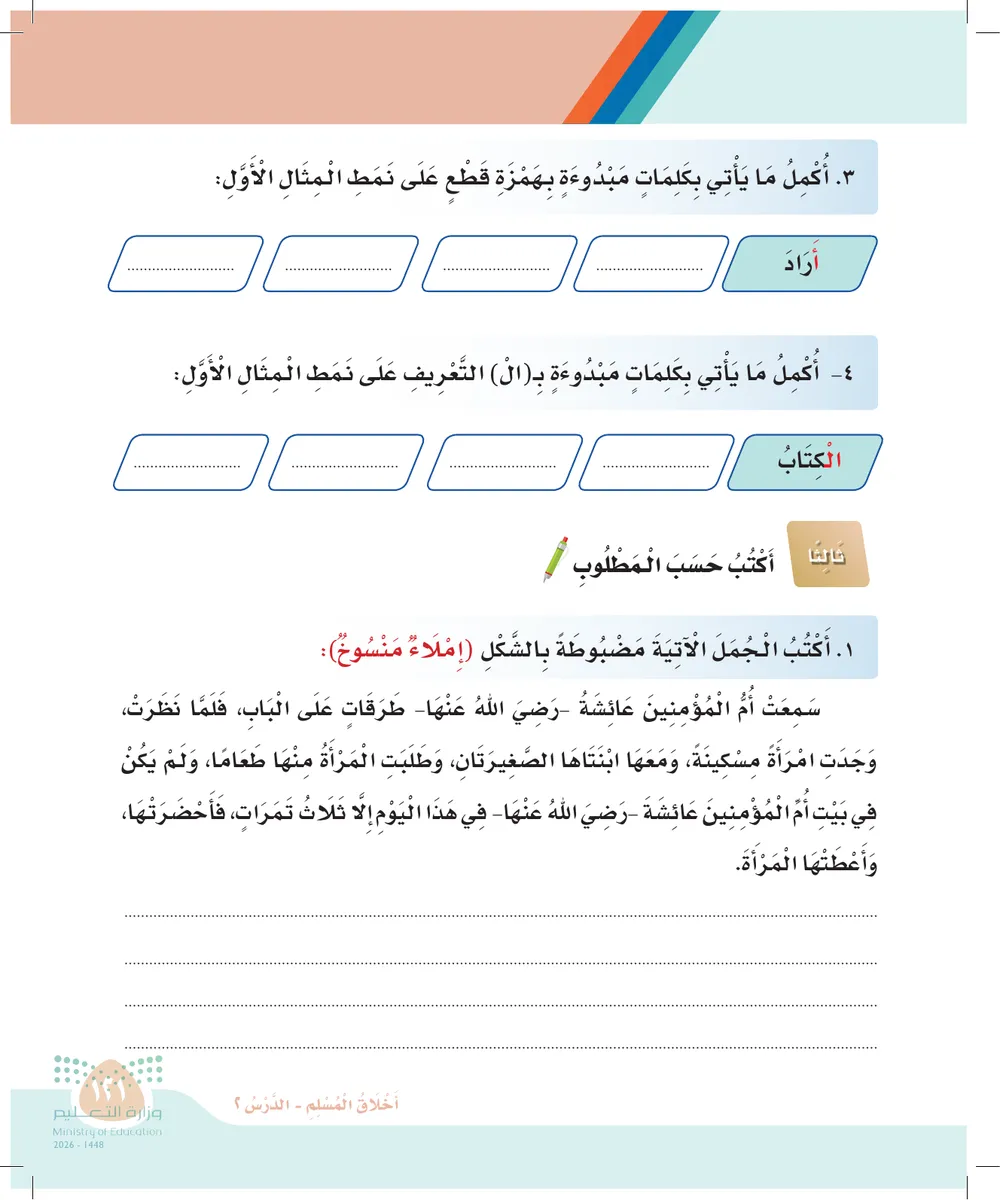 ٣. أُكْمِلُ مَا يَأْتِي بِكَلِمَاتٍ مَبْدُوءَةٍ بِهَمْزَةِ قَطْعٍ عَلَى نَمَطِ الْمِثَالِ الْأَوَّلِ:
أَرَادَ ........................ ........................ ........................ ........................
٤- أُكْمِلُ مَا يَأْتِي بِكَلِمَاتٍ مَبْدُوءَةٍ بِـ(الْ) التَّعْرِيفِ عَلَى نَمَطِ الْمِثَالِ الْأَوَّلِ:
الْكِتَابُ ........................ ........................ ........................ ........................
ثَالِثًا أَكْتُبُ حَسَبَ الْمَطْلُوبِ
١. أَكْتُبُ الْجُمَلَ الْآتِيَةَ مَضْبُوطَةً بِالشَّكْلِ (إِمْلَاءٌ مَنْسُوخٌ):
سَمِعَتْ أُمُّ الْمُؤْمِنِينَ عَائِشَةُ -رَضِيَ اللهُ عَنْهَا- طَرَقَاتٍ عَلَى الْبَابِ، فَلَمَّا نَظَرَتْ،
وَجَدَتِ امْرَأَةً مِسْكِينَةً، وَمَعَهَا ابْنَتَاهَا الصَّغِيرَتَانِ، وَطَلَبَتِ الْمَرْأَةُ مِنْهَا طَعَامًا، وَلَمْ يَكُنْ
فِي بَيْتِ أُمِّ الْمُؤْمِنِينَ عَائِشَةَ -رَضِيَ اللهُ عَنْهَا- فِي هَذَا الْيَوْمِ إِلَّا ثَلَاثُ تَمَرَاتٍ، فَأَحْضَرَتْهَا،
وَأَعْطَتْهَا الْمَرْأَةَ.
أَخْلَاقُ الْمُسْلِمِ - الدَّرْسُ ٢
١٢١
وزارة التعليم
Ministry of Education
2026 - 1448